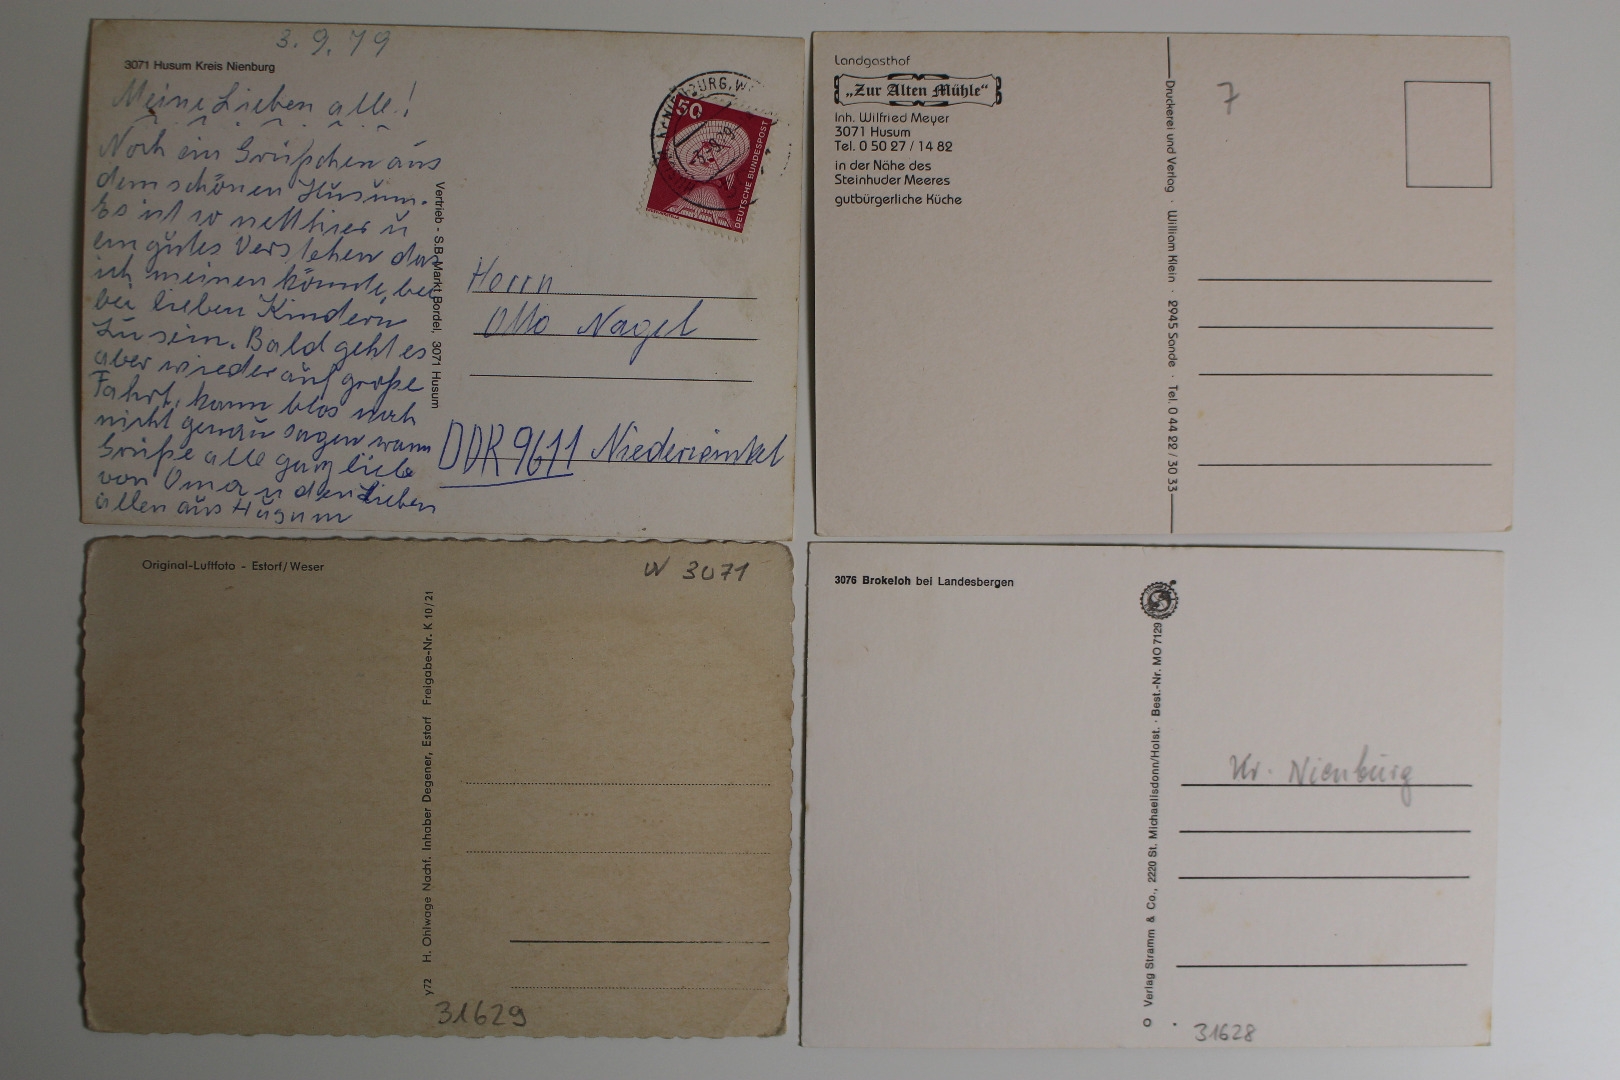 3.9.79
3071 Husum Kreis Nienburg
Meine Lieben alle!
Noch ein Grüßchen aus
dem schönen Husum.
Es ist so nett hier u
ein gutes Verstehen das
ich meinen könnte, bei
bei lieben Kindern
zu sein. Bald geht es
aber wieder auf große
Fahrt, kann blos noch
nicht genau sagen wann
Grüße alle ganz liebe
von Oma u den Lieben
allen aus Husum
Vertrieb - S.B.Markt Bordel, 3071 Husum
NIENBURG, WE
50
DEUTSCHE BUNDESPOST
Herrn
Otto Nagel
DDR 9611 Niederwinkel
Landgasthof
„Zur Alten Mühle“
Inh. Wilfried Meyer
3071 Husum
Tel. 0 50 27 / 14 82
in der Nähe des
Steinhuder Meeres
gutbürgerliche Küche
Druckerei und Verlag · William Klein · 2945 Sande · Tel. 0 44 22 / 30 33
7
Original-Luftfoto - Estorf/Weser
W 3071
y72 H. Ohlwage Nachf. Inhaber Degener, Estorf Freigabe-Nr. K 10/21
31629
3076 Brokeloh bei Landesbergen
Verlag Stramm & Co., 2220 St. Michaelisdonn/Holst. · Best.-Nr. MO 7129
Kr. Nienburg
31628